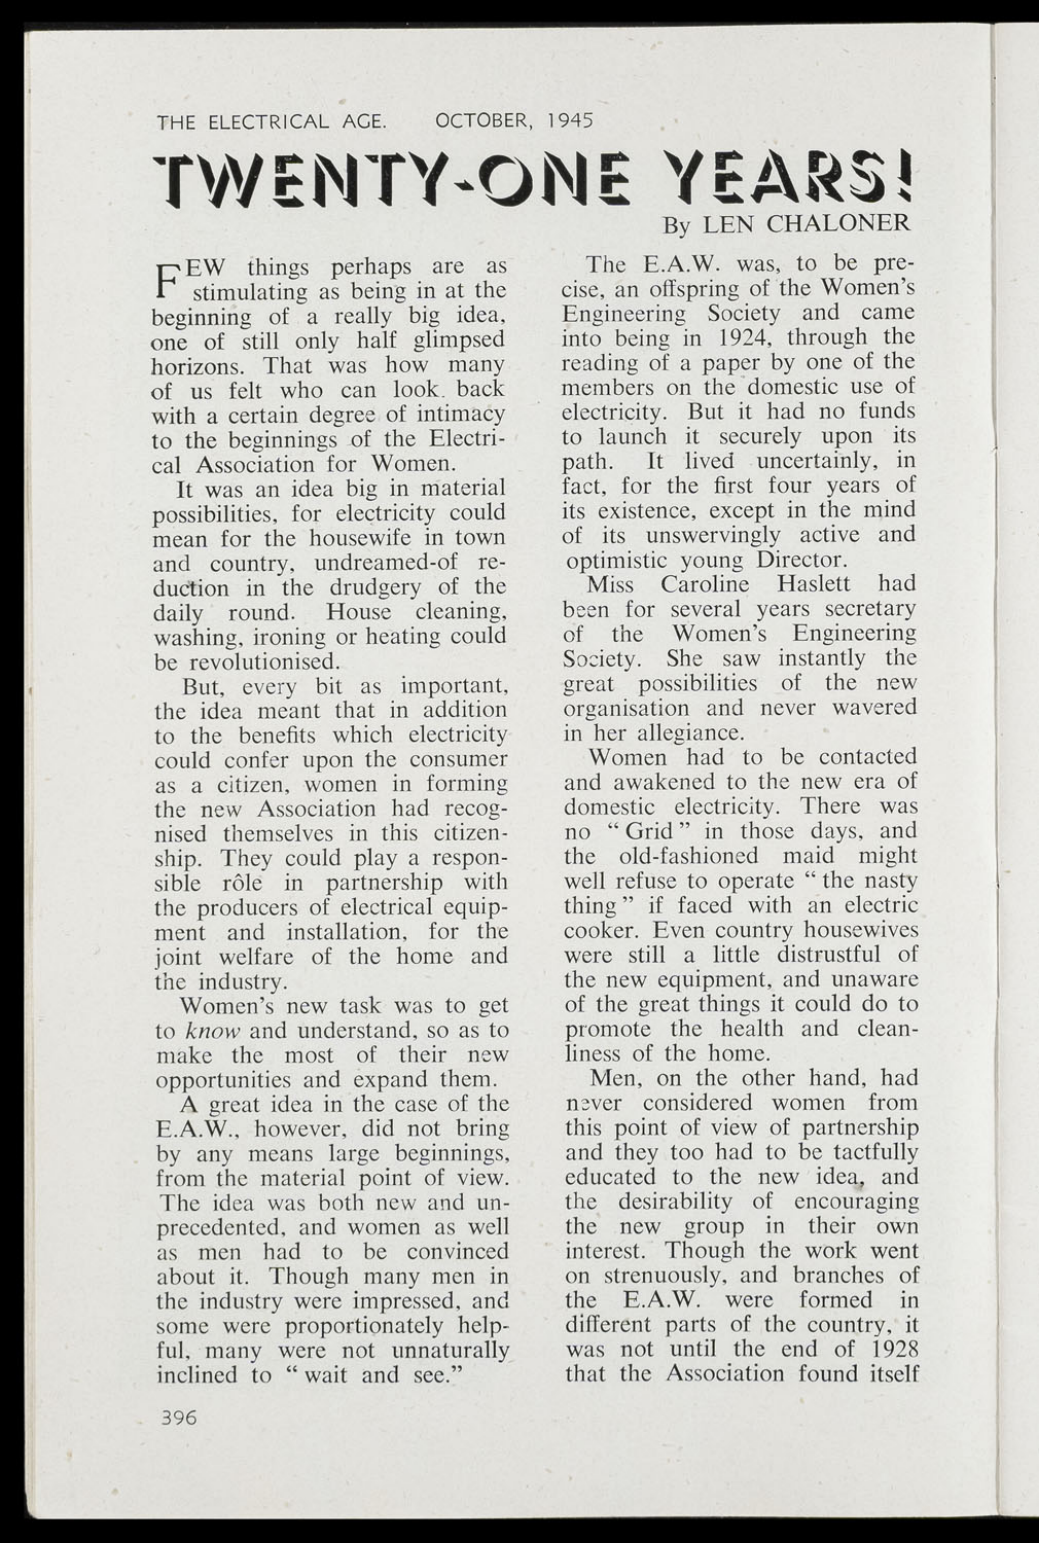 THE ELECTRICAL AGE. OCTOBER, 1945
TWENTY-ONE YEARS!
By LEN CHALONER
FEW things perhaps are as
stimulating as being in at the
beginning of a really big idea,
one of still only half glimpsed
horizons. That was how many
of us felt who can look back
with a certain degree of intimacy
to the beginnings of the Electri-
cal Association for Women.
It was an idea big in material
possibilities, for electricity could
mean for the housewife in town
and country, undreamed-of re-
duction in the drudgery of the
daily round. House cleaning,
washing, ironing or heating could
be revolutionised.
But, every bit as important,
the idea meant that in addition
to the benefits which electricity
could confer upon the consumer
as a citizen, women in forming
the new Association had recog-
nised themselves in this citizen-
ship. They could play a respon-
sible rôle in partnership with
the producers of electrical equip-
ment and installation, for the
joint welfare of the home and
the industry.
Women's new task was to get
to know and understand, so as to
make the most of their new
opportunities and expand them.
A great idea in the case of the
E.A.W., however, did not bring
by any means large beginnings,
from the material point of view.
The idea was both new and un-
precedented, and women as well
as men had to be convinced
about it. Though many men in
the industry were impressed, and
some were proportionately help-
ful, many were not unnaturally
inclined to “ wait and see.”
The E.A.W. was, to be pre-
cise, an offspring of the Women's
Engineering Society and came
into being in 1924, through the
reading of a paper by one of the
members on the domestic use of
electricity. But it had no funds
to launch it securely upon its
path. It lived uncertainly, in
fact, for the first four years of
its existence, except in the mind
of its unswervingly active and
optimistic young Director.
Miss Caroline Haslett had
been for several years secretary
of the Women's Engineering
Society. She saw instantly the
great possibilities of the new
organisation and never wavered
in her allegiance.
Women had to be contacted
and awakened to the new era of
domestic electricity. There was
no “ Grid ” in those days, and
the old-fashioned maid might
well refuse to operate “ the nasty
thing ” if faced with an electric
cooker. Even country housewives
were still a little distrustful of
the new equipment, and unaware
of the great things it could do to
promote the health and clean-
liness of the home.
Men, on the other hand, had
never considered women from
this point of view of partnership
and they too had to be tactfully
educated to the new idea, and
the desirability of encouraging
the new group in their own
interest. Though the work went
on strenuously, and branches of
the E.A.W. were formed in
different parts of the country, it
was not until the end of 1928
that the Association found itself
396